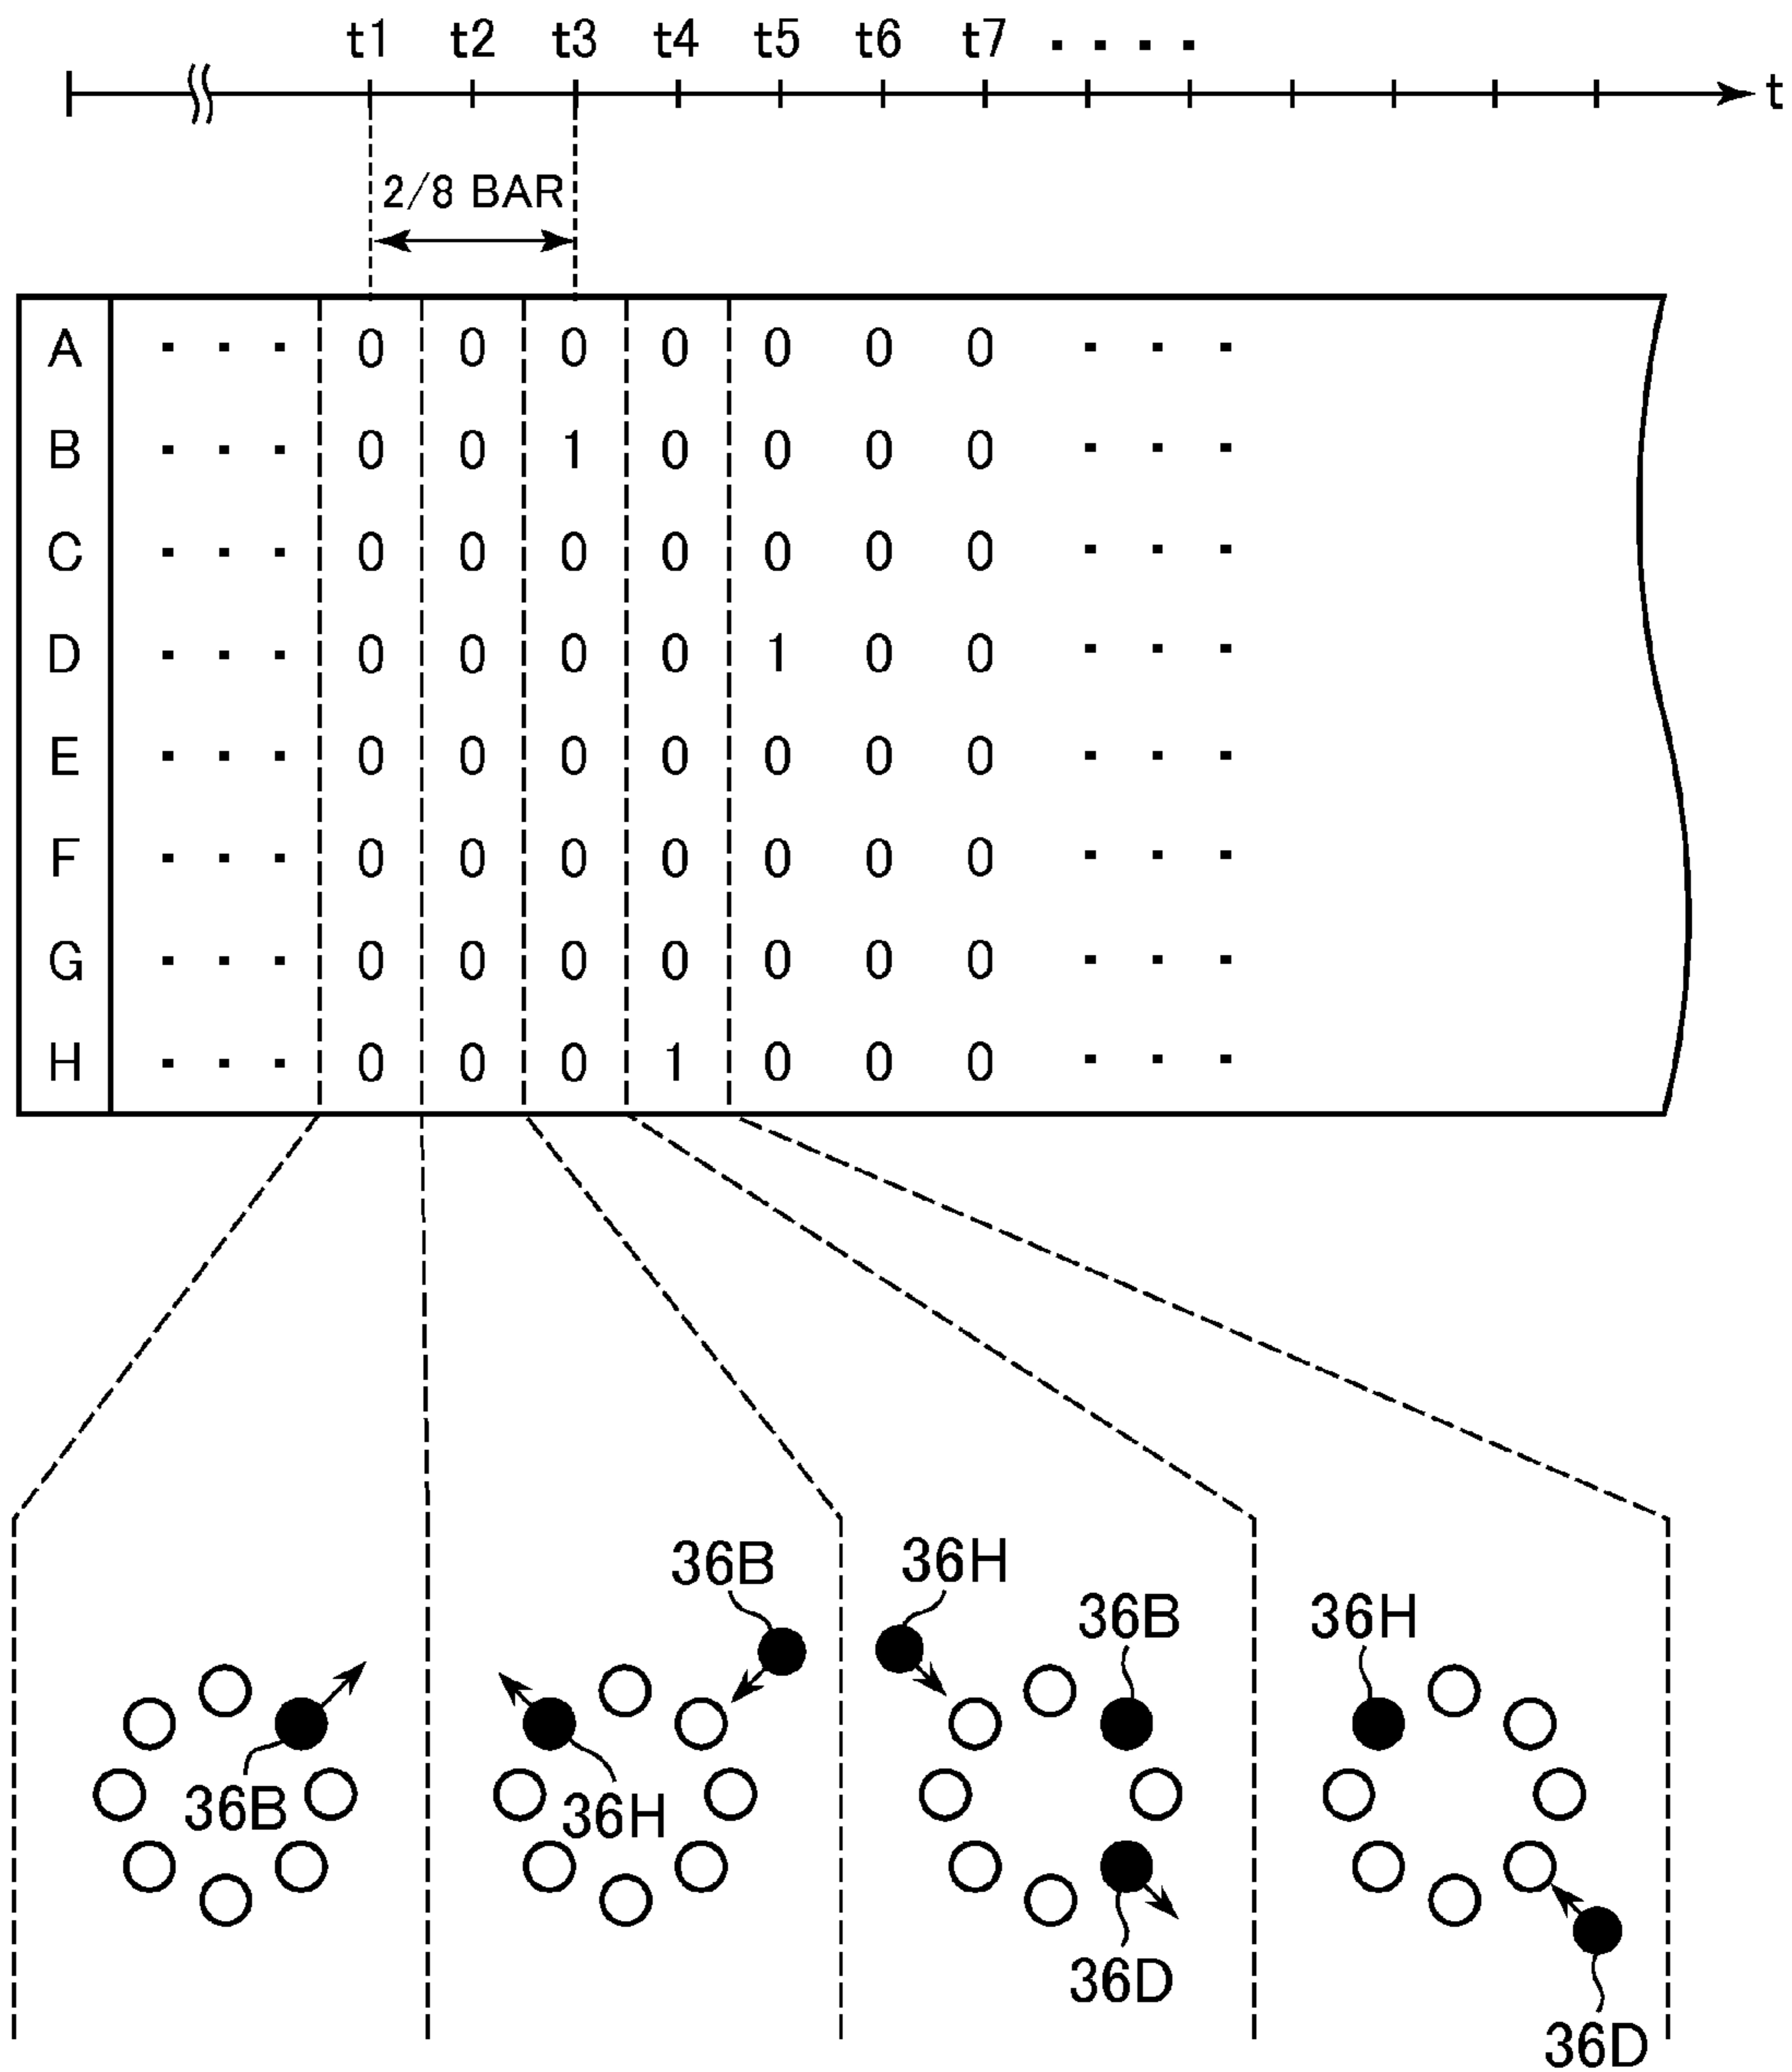 t1 t2 t3 t4 t5 t6 t7 ････
t
2/8 BAR
A ･ ･ ･ 0 0 0 0 0 0 0 ･ ･ ･
B ･ ･ ･ 0 0 1 0 0 0 0 ･ ･ ･
C ･ ･ ･ 0 0 0 0 0 0 0 ･ ･ ･
D ･ ･ ･ 0 0 0 0 1 0 0 ･ ･ ･
E ･ ･ ･ 0 0 0 0 0 0 0 ･ ･ ･
F ･ ･ ･ 0 0 0 0 0 0 0 ･ ･ ･
G ･ ･ ･ 0 0 0 0 0 0 0 ･ ･ ･
H ･ ･ ･ 0 0 0 1 0 0 0 ･ ･ ･
36B 36H
36B 36H
36B 36H
36D
36D